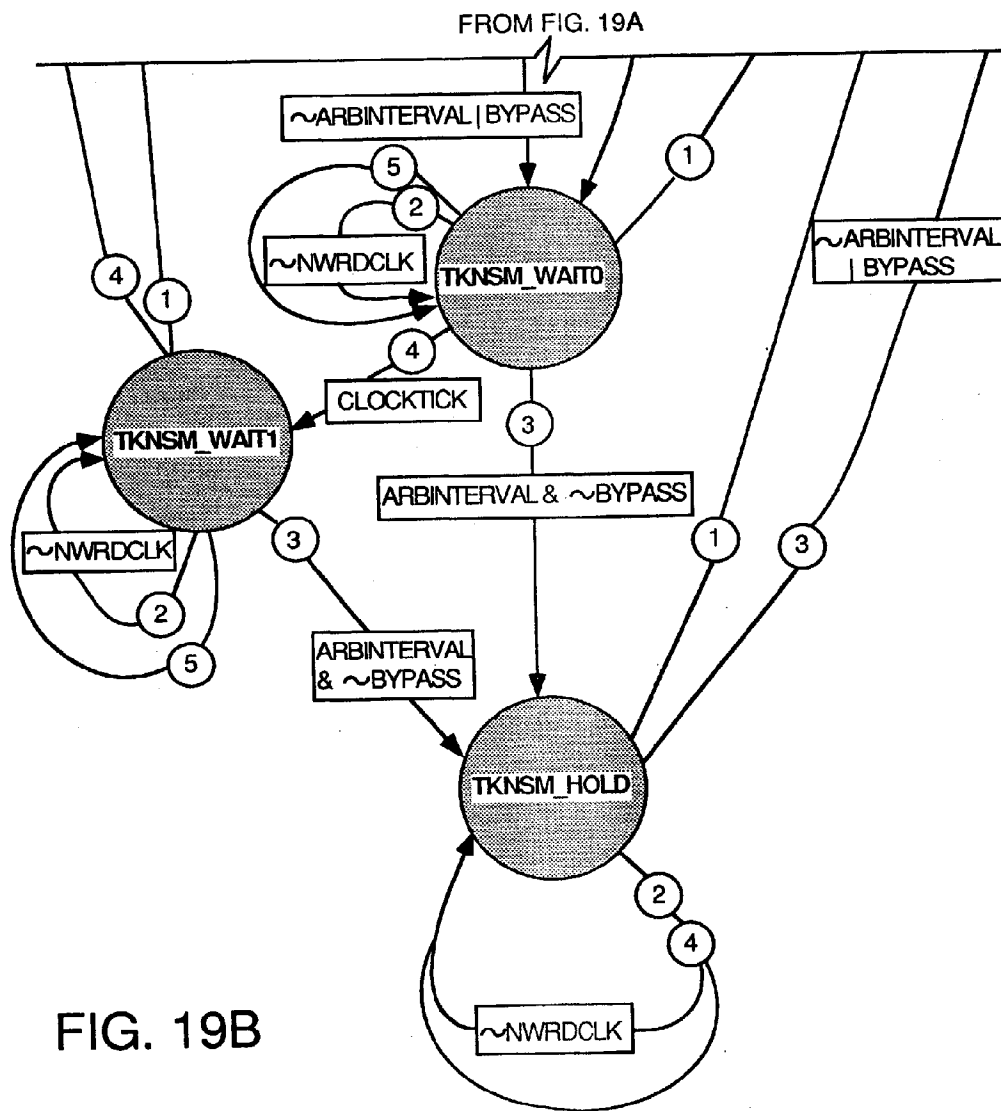 FROM FIG. 19A
~ARBINTERVAL | BYPASS
5
1
2
~ARBINTERVAL
| BYPASS
~NWRDCLK
TKNSM_WAIT0
4
1
4
CLOCKTICK
3
TKNSM_WAIT1
ARBINTERVAL & ~BYPASS
~NWRDCLK
3
1
3
2
5
ARBINTERVAL
& ~BYPASS
TKNSM_HOLD
2
4
~NWRDCLK
FIG. 19B